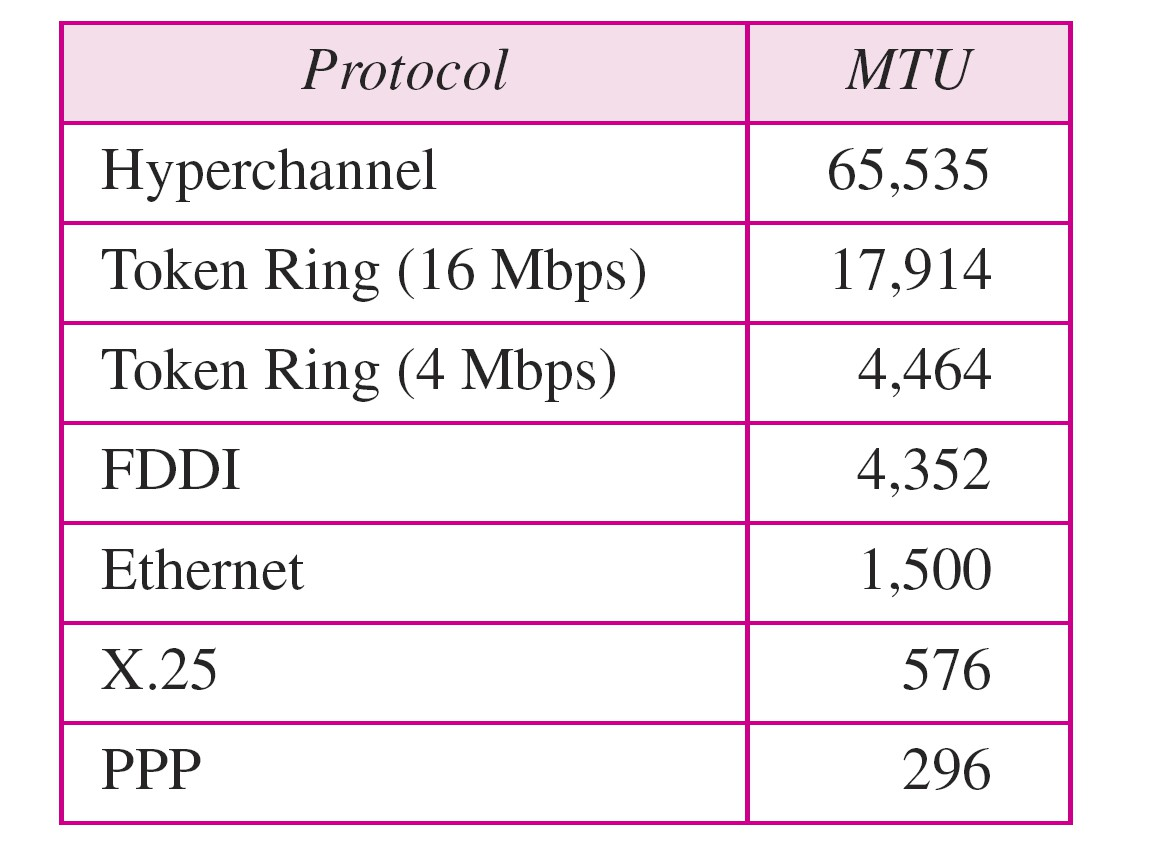 Protocol MTU
Hyperchannel 65,535
Token Ring (16 Mbps) 17,914
Token Ring (4 Mbps) 4,464
FDDI 4,352
Ethernet 1,500
X.25 576
PPP 296